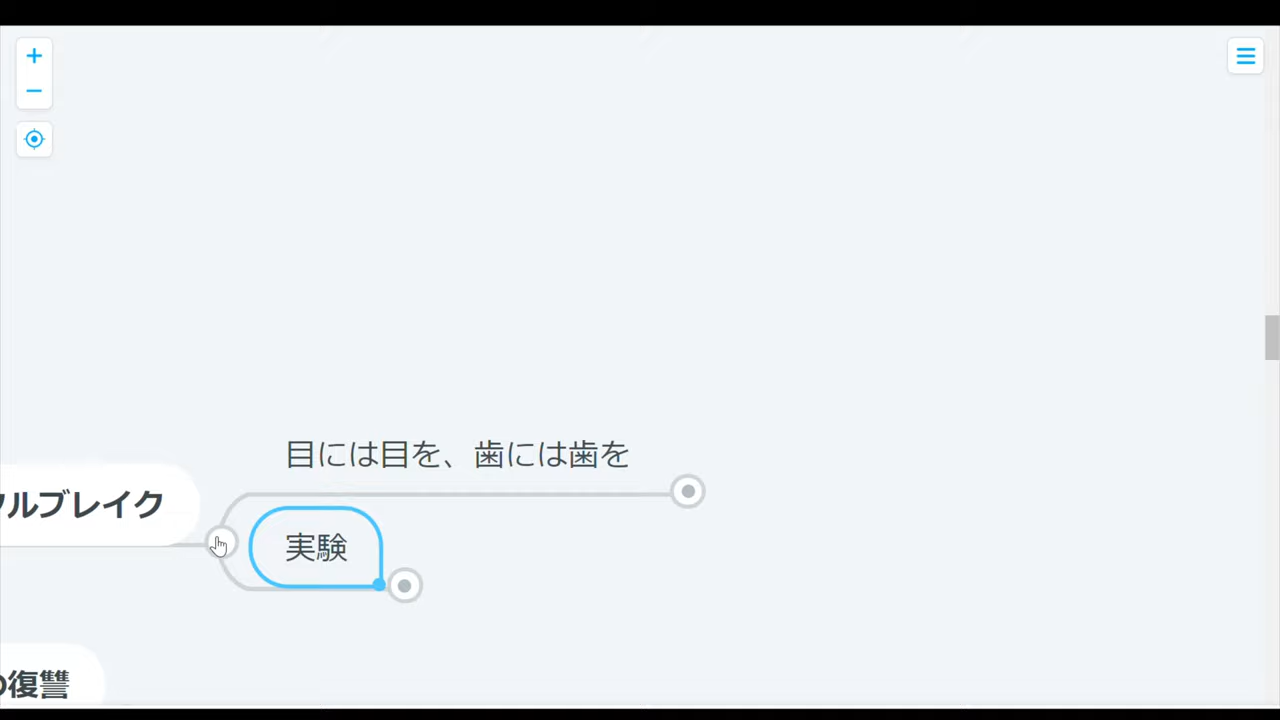 目には目を、歯には歯を
ルブレイク
実験
の復讐